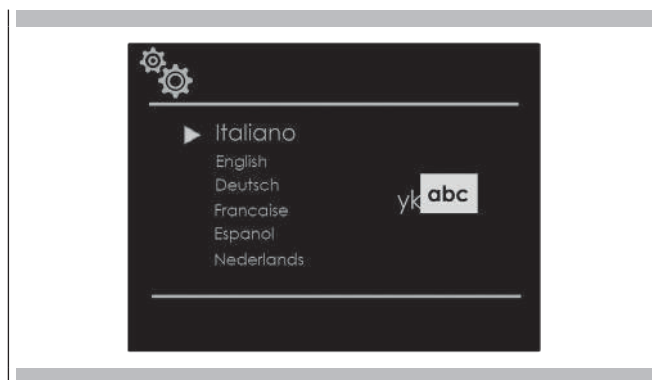 Italiano
English
Deutsch
Francaise
Espanol
Nederlands
yk abc